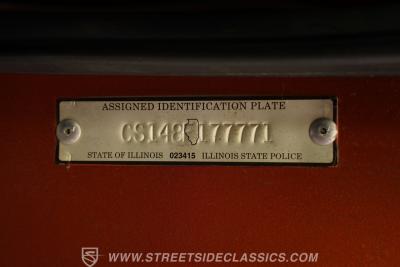 ASSIGNED IDENTIFICATION PLATE
CS148 177771
STATE OF ILLINOIS 023415 ILLINOIS STATE POLICE
WWW.STREETSIDECLASSICS.COM